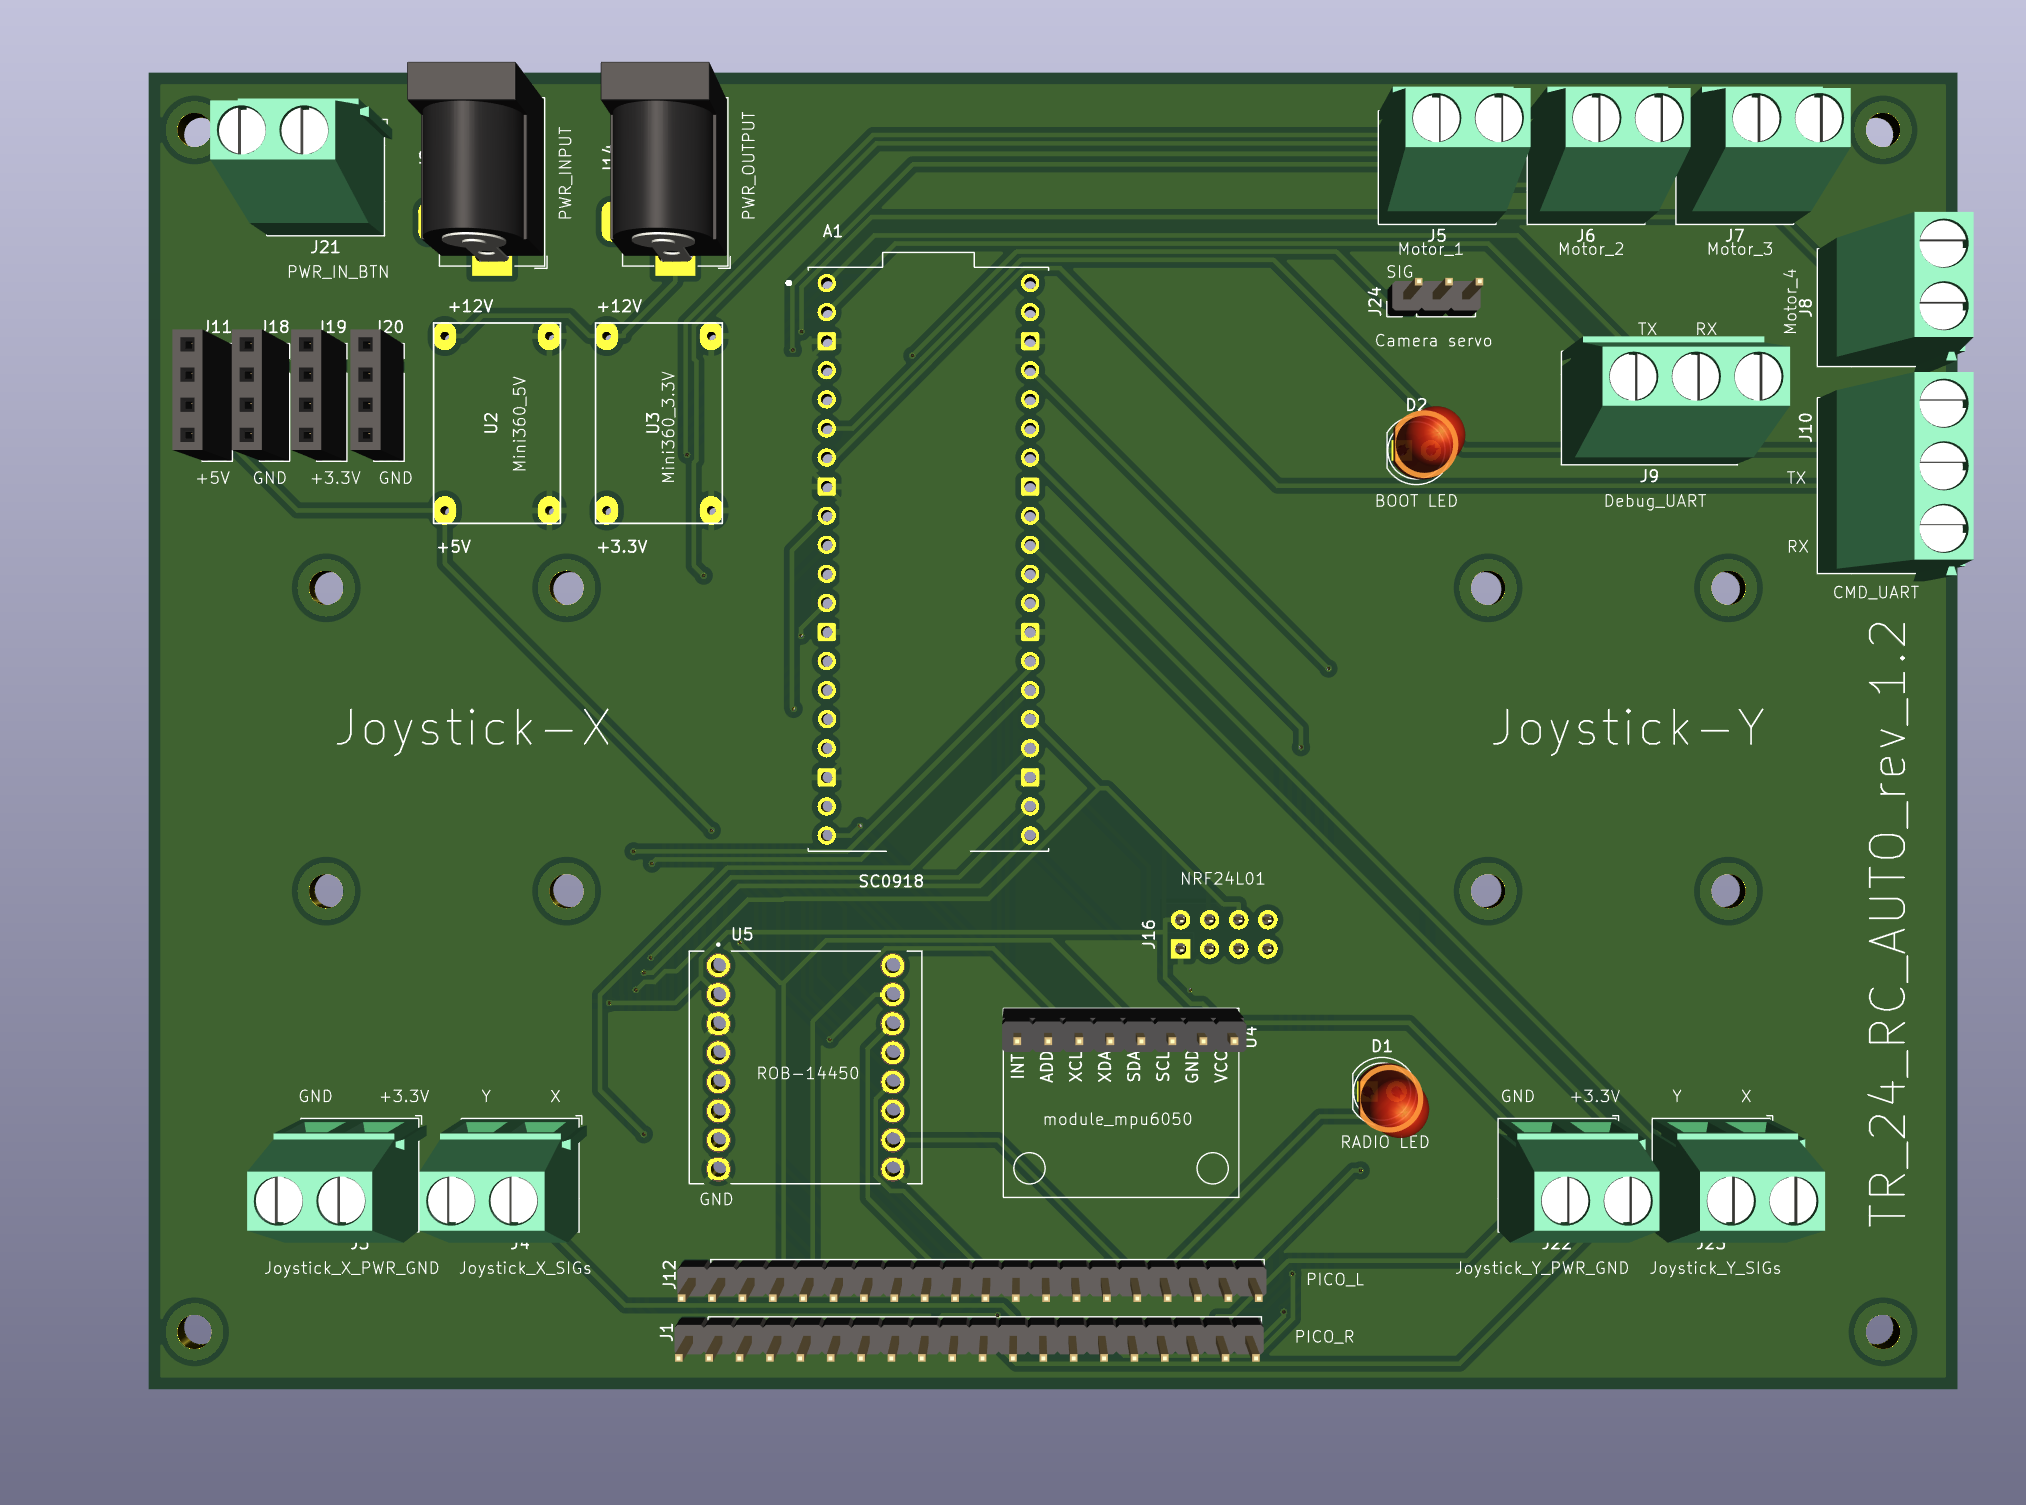 PWR_INPUT
PWR_OUTPUT
J21
PWR_IN_BTN
A1
J5
Motor_1
J6
Motor_2
J7
Motor_3
SIG
J24
Camera servo
Motor_4
J8
+12V
+12V
J11
J18
J19
J20
TX
RX
U2
Mini360_5V
U3
Mini360_3.3V
D2
BOOT LED
J9
Debug_UART
J10
TX
RX
CMD_UART
+5V
GND
+3.3V
GND
+5V
+3.3V
Joystick-X
Joystick-Y
TR_24_RC_AUTO_rev_1.2
SC0918
NRF24L01
J16
U5
ROB-14450
GND
U4
INT
ADD
XCL
XDA
SDA
SCL
GND
VCC
module_mpu6050
D1
RADIO LED
GND
+3.3V
Y
X
GND
+3.3V
Y
X
J4
Joystick_X_PWR_GND
Joystick_X_SIGs
J22
Joystick_Y_PWR_GND
Joystick_Y_SIGs
J12
PICO_L
J1
PICO_R